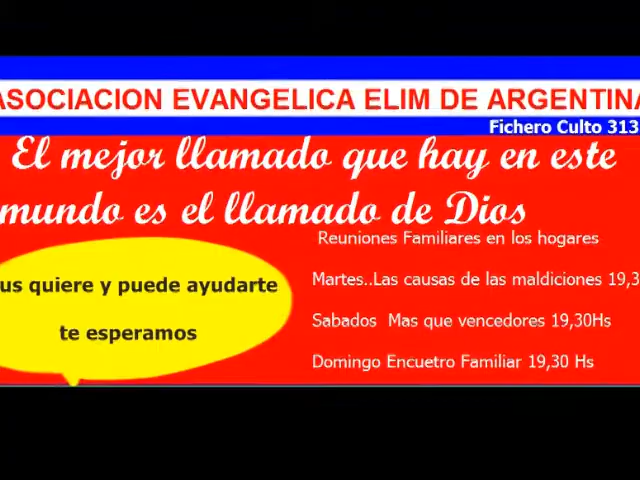 ASOCIACION EVANGELICA ELIM DE ARGENTINA
Fichero Culto 313
El mejor llamado que hay en este
mundo es el llamado de Dios
Reuniones Familiares en los hogares
us quiere y puede ayudarte
te esperamos
Martes..Las causas de las maldiciones 19,3
Sabados Mas que vencedores 19,30Hs
Domingo Encuetro Familiar 19,30 Hs